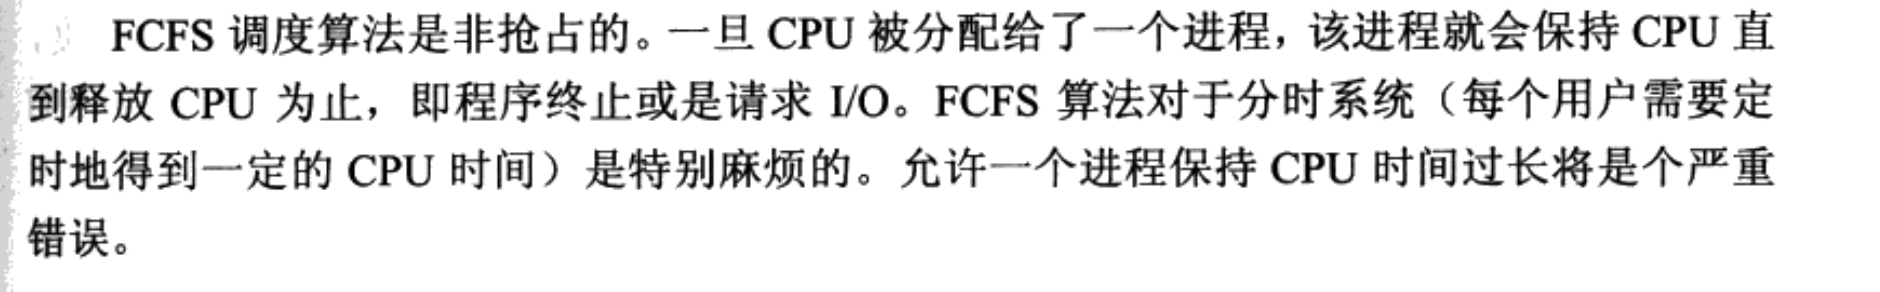 FCFS 调度算法是非抢占的。一旦 CPU 被分配给了一个进程，该进程就会保持 CPU 直
到释放 CPU 为止，即程序终止或是请求 I/O。FCFS 算法对于分时系统（每个用户需要定
时地得到一定的 CPU 时间）是特别麻烦的。允许一个进程保持 CPU 时间过长将是个严重
错误。